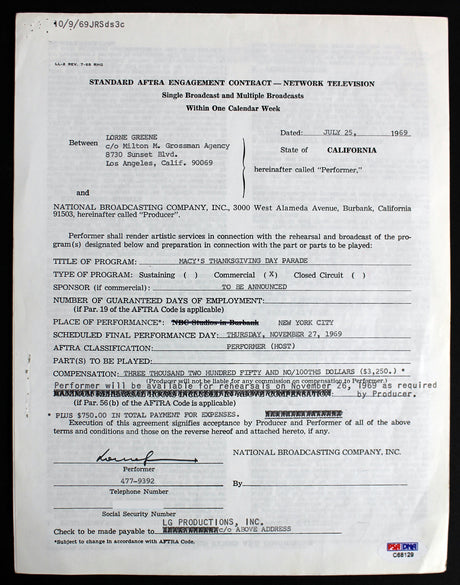 10/9/69JRSds3c
LL-2 REV. 7-69 RHO
STANDARD AFTRA ENGAGEMENT CONTRACT—NETWORK TELEVISION
Single Broadcast and Multiple Broadcasts
Within One Calendar Week
Dated: JULY 25, 1969
Between LORNE GREENE
c/o Milton M. Grossman Agency
8730 Sunset Blvd.
Los Angeles, Calif. 90069
State of CALIFORNIA
hereinafter called "Performer,"
and
NATIONAL BROADCASTING COMPANY, INC., 3000 West Alameda Avenue, Burbank, California
91503, hereinafter called "Producer".
Performer shall render artistic services in connection with the rehearsal and broadcast of the pro-
gram(s) designated below and preparation in connection with the part or parts to be played:
TITLE OF PROGRAM: MACY'S THANKSGIVING DAY PARADE
TYPE OF PROGRAM: Sustaining ( ) Commercial (X) Closed Circuit ( )
SPONSOR (if commercial): TO BE ANNOUNCED
NUMBER OF GUARANTEED DAYS OF EMPLOYMENT:
(if Par. 19 of the AFTRA Code is applicable)
PLACE OF PERFORMANCE*: NBC Studios in Burbank NEW YORK CITY
SCHEDULED FINAL PERFORMANCE DAY: THURSDAY, NOVEMBER 27, 1969
AFTRA CLASSIFICATION: PERFORMER (HOST)
PART(S) TO BE PLAYED:
COMPENSATION: THREE THOUSAND TWO HUNDRED FIFTY AND NO/100THS DOLLARS ($3,250.) *
(Producer will not be liable for any commission on compensation to Performer.)
Performer will be available for rehearsals on November 26, 1969 as required
by Producer.
(if Par. 56(b) of the AFTRA Code is applicable)
* PLUS $750.00 IN TOTAL PAYMENT FOR EXPENSES.
Execution of this agreement signifies acceptance by Producer and Performer of all of the above
terms and conditions and those on the reverse hereof and attached hereto, if any.
NATIONAL BROADCASTING COMPANY, INC.
Performer
477-9392
Telephone Number
By
Social Security Number
LG PRODUCTIONS, INC.
Check to be made payable to c/o ABOVE ADDRESS
*Subject to change in accordance with AFTRA Code.
PSA DNA
C68129